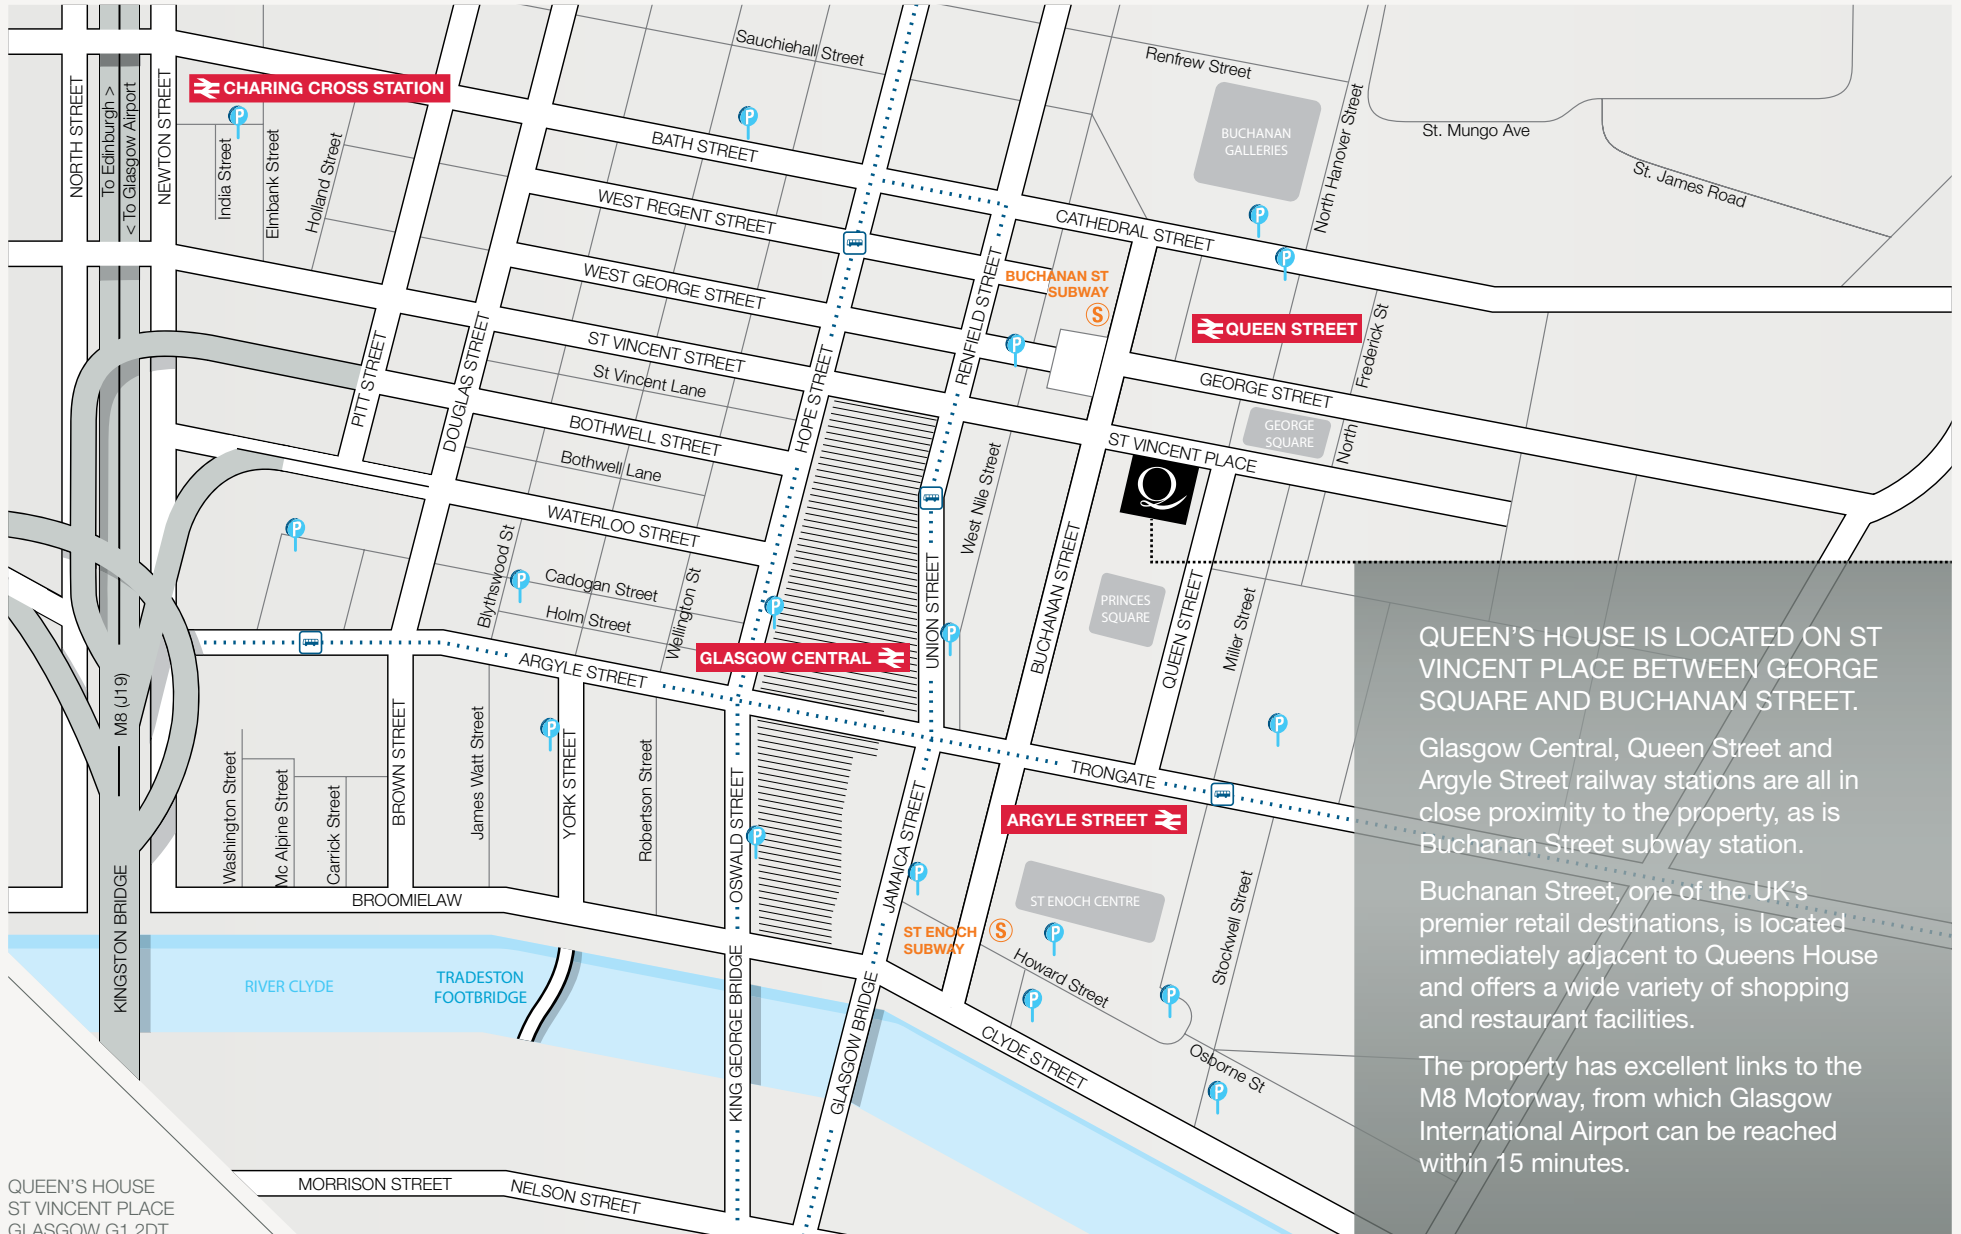 Sauchiehall Street
Renfrew Street
NORTH STREET
To Edinburgh >
< To Glasgow Airport
NEWTON STREET
CHARING CROSS STATION
P
P
India Street
Embank Street
Holland Street
BATH STREET
BUCHANAN
GALLERIES
North Hanover Street
St. Mungo Ave
St. James Road
WEST REGENT STREET
P
CATHEDRAL STREET
P
WEST GEORGE STREET
RENFIELD STREET
BUCHANAN ST
SUBWAY
S
QUEEN STREET
Frederick St
PITT STREET
DOUGLAS STREET
ST VINCENT STREET
St Vincent Lane
HOPE STREET
P
GEORGE STREET
GEORGE
SQUARE
North
BOTHWELL STREET
Bothwell Lane
ST VINCENT PLACE
Q
West Nile Street
WATERLOO STREET
P
Blythswood St
P
Cadogan Street
Holm Street
Wellington St
P
UNION STREET
P
BUCHANAN STREET
PRINCES
SQUARE
QUEEN STREET
Miller Street
GLASGOW CENTRAL
ARGYLE STREET
M8 (J19)
P
P
TRONGATE
ARGYLE STREET
Washington Street
Mc Alpine Street
Carrick Street
BROWN STREET
James Watt Street
YORK STREET
Robertson Street
OSWALD STREET
P
JAMAICA STREET
P
ST ENOCH CENTRE
Stockwell Street
BROOMIELAW
KINGSTON BRIDGE
ST ENOCH
SUBWAY
S
P
Howard Street
P
P
RIVER CLYDE
TRADESTON
FOOTBRIDGE
KING GEORGE BRIDGE
GLASGOW BRIDGE
CLYDE STREET
Osborne St
P
MORRISON STREET
NELSON STREET
QUEEN'S HOUSE IS LOCATED ON ST
VINCENT PLACE BETWEEN GEORGE
SQUARE AND BUCHANAN STREET.
Glasgow Central, Queen Street and
Argyle Street railway stations are all in
close proximity to the property, as is
Buchanan Street subway station.
Buchanan Street, one of the UK's
premier retail destinations, is located
immediately adjacent to Queens House
and offers a wide variety of shopping
and restaurant facilities.
The property has excellent links to the
M8 Motorway, from which Glasgow
International Airport can be reached
within 15 minutes.
QUEEN'S HOUSE
ST VINCENT PLACE
GLASGOW G1 2DT